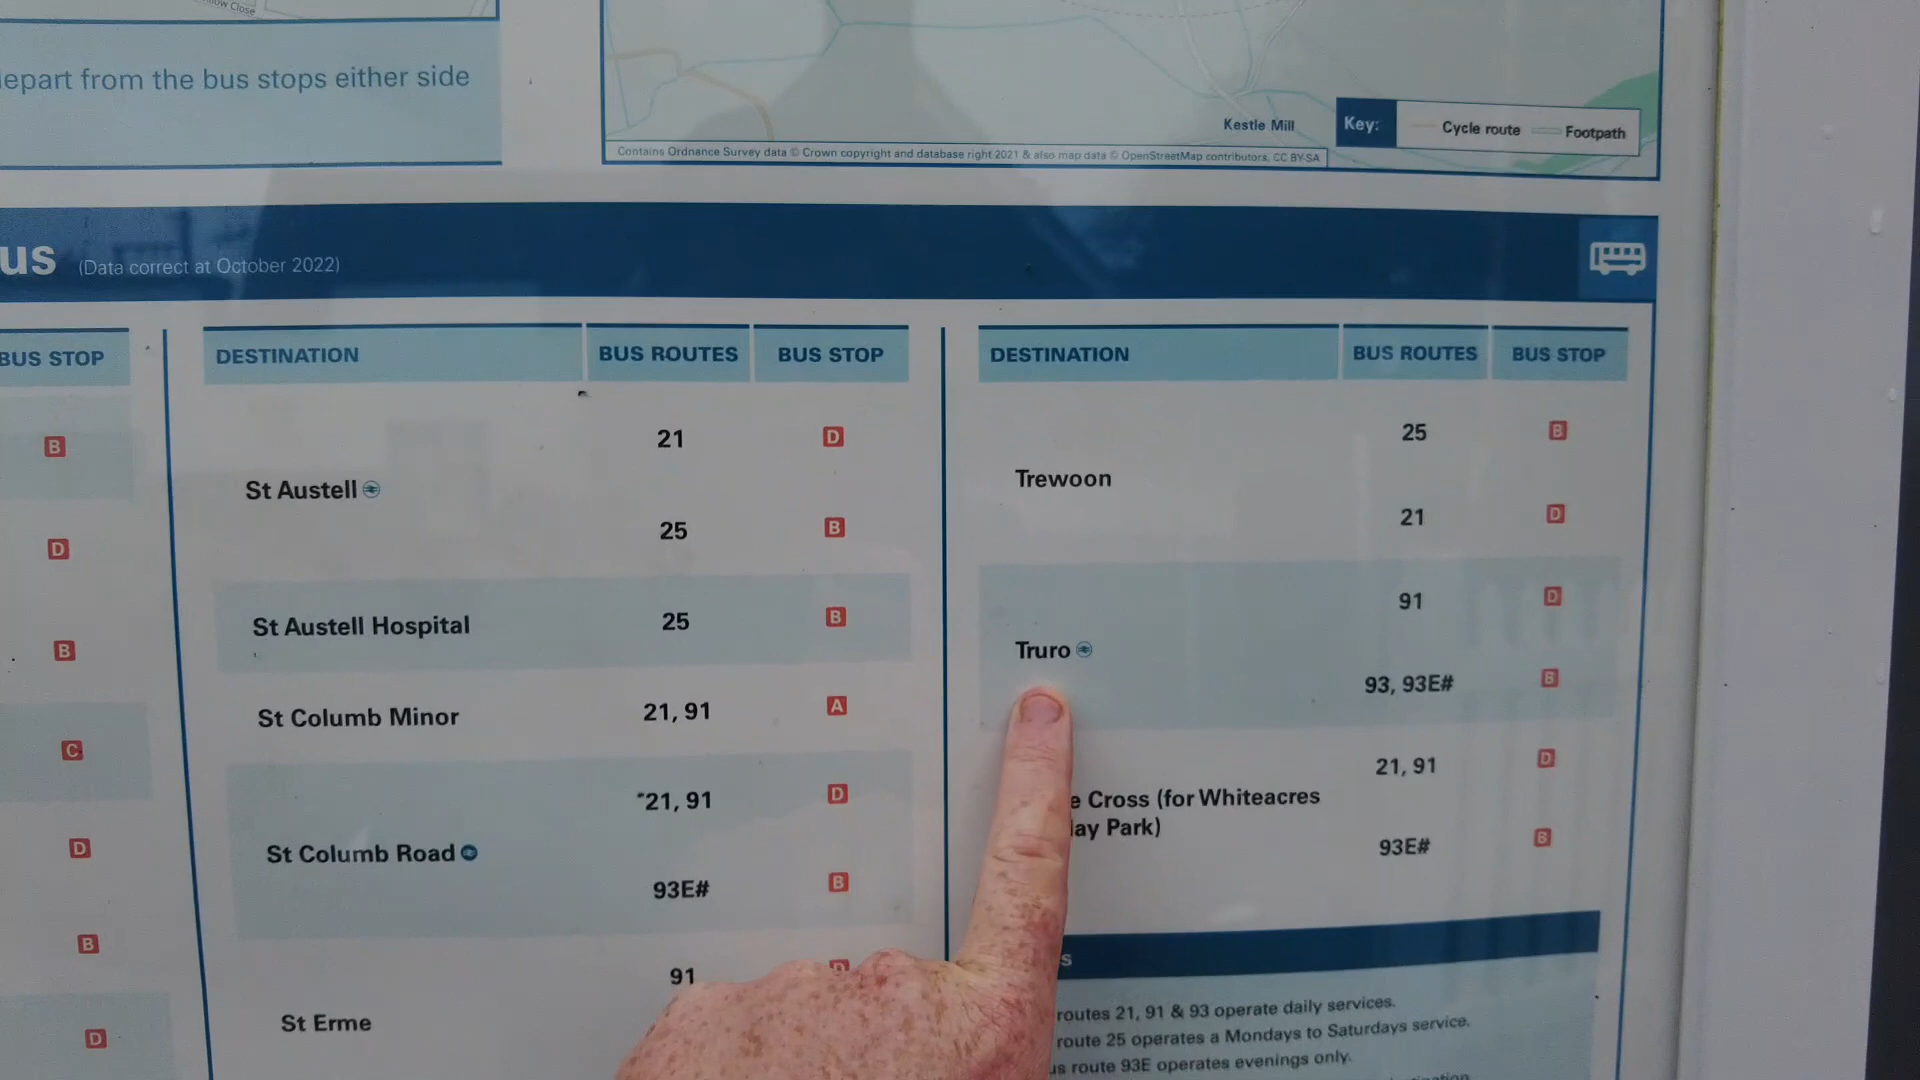 Close
depart from the bus stops either side
Kestle Mill
Key:
Cycle route
Footpath
Contains Ordnance Survey data © Crown copyright and database right 2021 & also map data © OpenStreetMap contributors, CC BY-SA
us (Data correct at October 2022)
BUS STOP
B
D
B
C
D
B
D
DESTINATION BUS ROUTES BUS STOP
21 D
St Austell
25 B
St Austell Hospital 25 B
St Columb Minor 21, 91 A
21, 91 D
St Columb Road
93E# B
91 D
St Erme
DESTINATION BUS ROUTES BUS STOP
25 B
Trewoon
21 D
91 D
Truro
93, 93E# B
21, 91 D
e Cross (for Whiteacres
lay Park)
93E# B
s
routes 21, 91 & 93 operate daily services.
route 25 operates a Mondays to Saturdays service.
us route 93E operates evenings only.